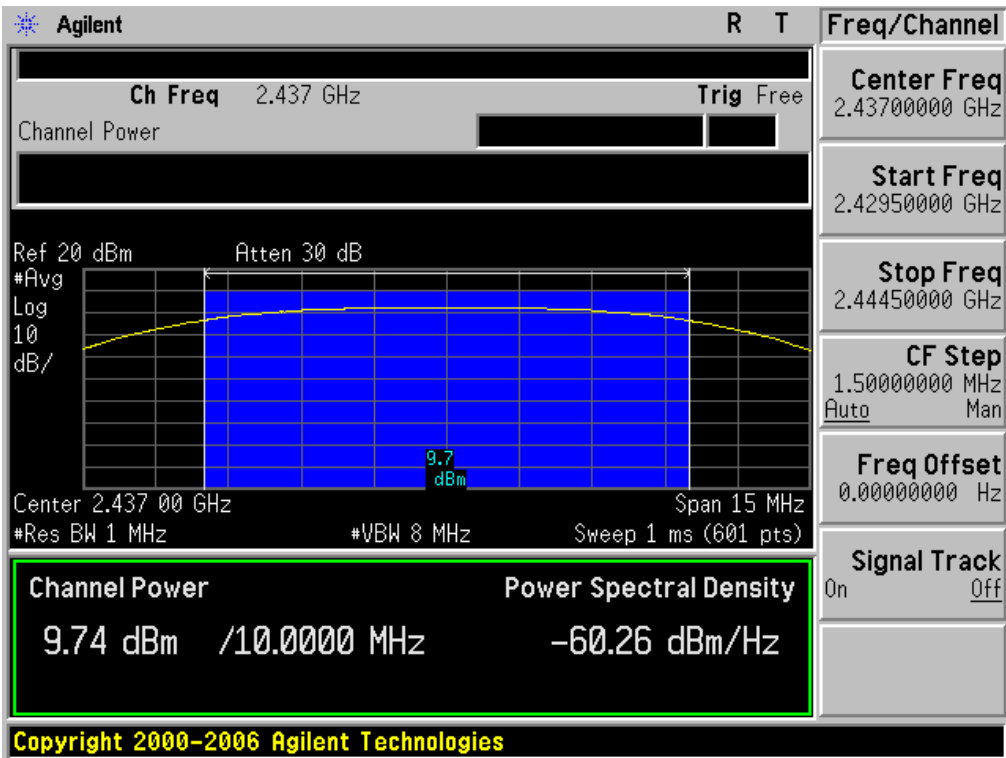 Agilent R T
Ch Freq 2.437 GHz Trig Free
Channel Power
Ref 20 dBm Atten 30 dB
#Avg
Log
10
dB/
9.7
dBm
Center 2.437 00 GHz Span 15 MHz
#Res BW 1 MHz #VBW 8 MHz Sweep 1 ms (601 pts)
Channel Power Power Spectral Density
9.74 dBm /10.0000 MHz -60.26 dBm/Hz
Copyright 2000-2006 Agilent Technologies
Freq/Channel
Center Freq
2.43700000 GHz
Start Freq
2.42950000 GHz
Stop Freq
2.44450000 GHz
CF Step
1.50000000 MHz
Auto Man
Freq Offset
0.00000000 Hz
Signal Track
On Off